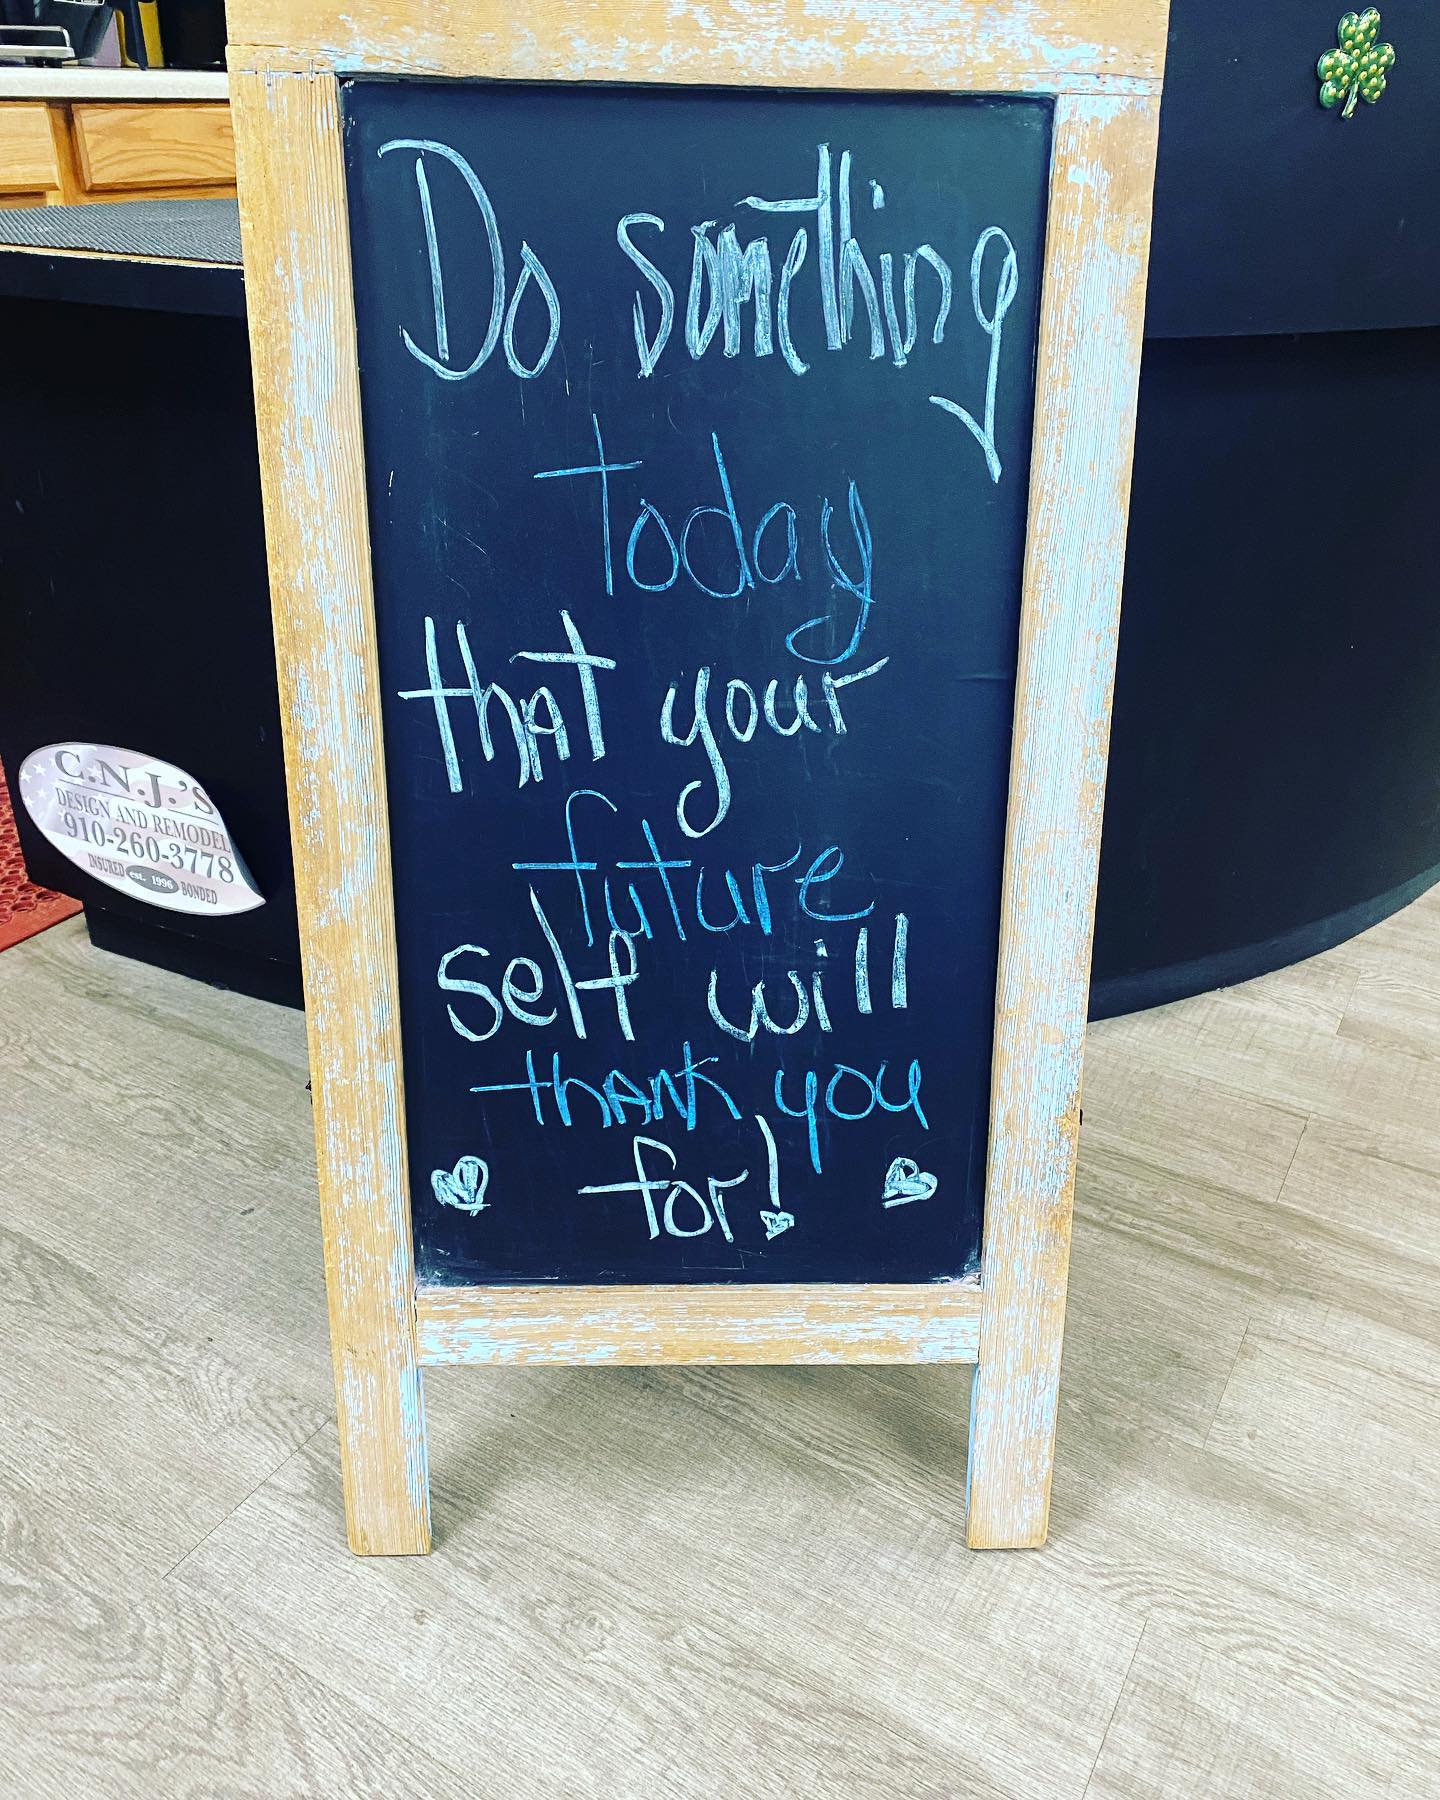 Do something
today
that your
future
self will
thank you
for!
C.N.J.'S
DESIGN AND REMODEL
910-260-3778
INSURED est. 1996 BONDED